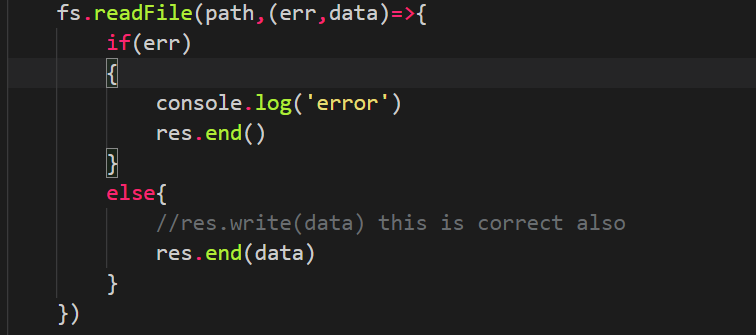 fs.readFile(path,(err,data)=>{
if(err)
{
console.log('error')
res.end()
}
else{
//res.write(data) this is correct also
res.end(data)
}
})